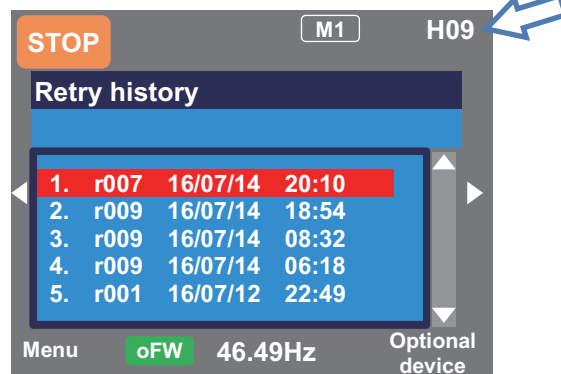 STOP M1 H09
Retry history
1. r007 16/07/14 20:10
2. r009 16/07/14 18:54
3. r009 16/07/14 08:32
4. r009 16/07/14 06:18
5. r001 16/07/12 22:49
Menu oFW 46.49Hz Optional
device